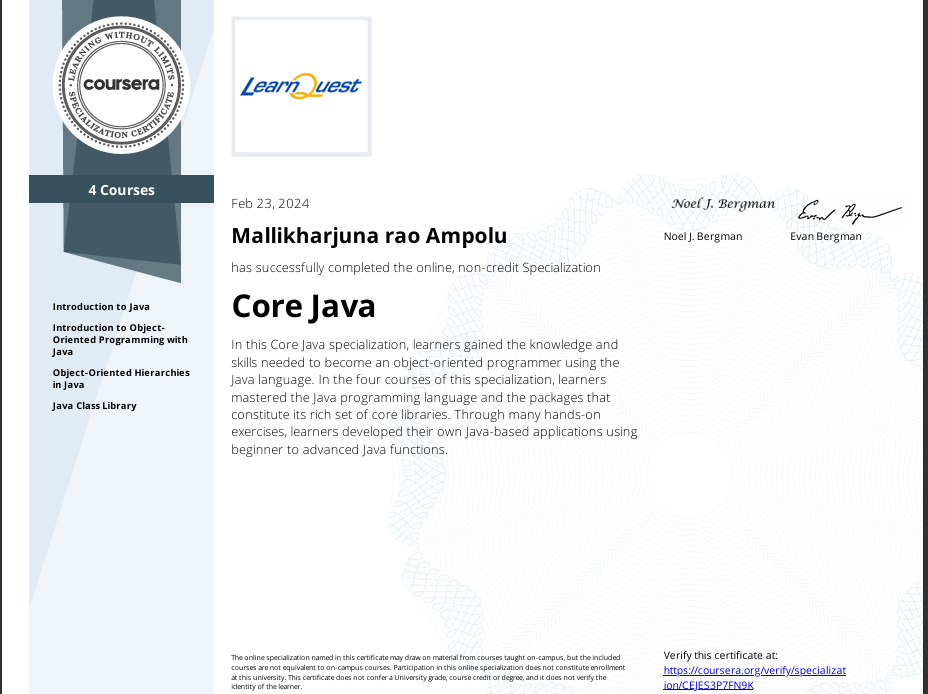 LEARNING WITHOUT LIMITS
coursera
SPECIALIZATION CERTIFICATE
LearnQuest
4 Courses
Introduction to Java
Introduction to Object-
Oriented Programming with
Java
Object-Oriented Hierarchies
in Java
Java Class Library
Feb 23, 2024
Mallikharjuna rao Ampolu
has successfully completed the online, non-credit Specialization
Core Java
In this Core Java specialization, learners gained the knowledge and
skills needed to become an object-oriented programmer using the
Java language. In the four courses of this specialization, learners
mastered the Java programming language and the packages that
constitute its rich set of core libraries. Through many hands-on
exercises, learners developed their own Java-based applications using
beginner to advanced Java functions.
Noel J. Bergman
Noel J. Bergman
Evan Bergman
The online specialization named in this certificate may draw on material from courses taught on-campus, but the included
courses are not equivalent to on-campus courses. Participation in this online specialization does not constitute enrollment
at this university. This certificate does not confer a University grade, course credit or degree, and it does not verify the
identity of the learner.
Verify this certificate at:
https://coursera.org/verify/specializat
ion/CEJES3P7FN9K